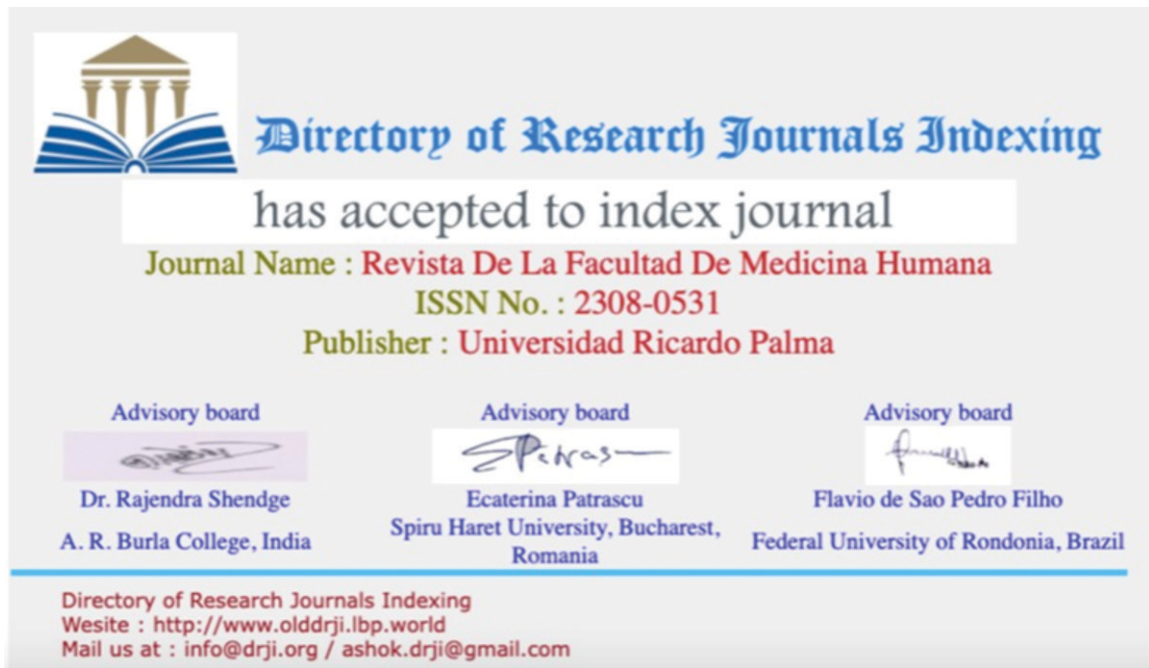 Directory of Research Journals Indexing
has accepted to index journal
Journal Name : Revista De La Facultad De Medicina Humana
ISSN No. : 2308-0531
Publisher : Universidad Ricardo Palma
Advisory board
Dr. Rajendra Shendge
A. R. Burla College, India
Advisory board
Ecaterina Patrascu
Spiru Haret University, Bucharest,
Romania
Advisory board
Flavio de Sao Pedro Filho
Federal University of Rondonia, Brazil
Directory of Research Journals Indexing
Wesite : http://www.olddrji.lbp.world
Mail us at : info@drji.org / ashok.drji@gmail.com